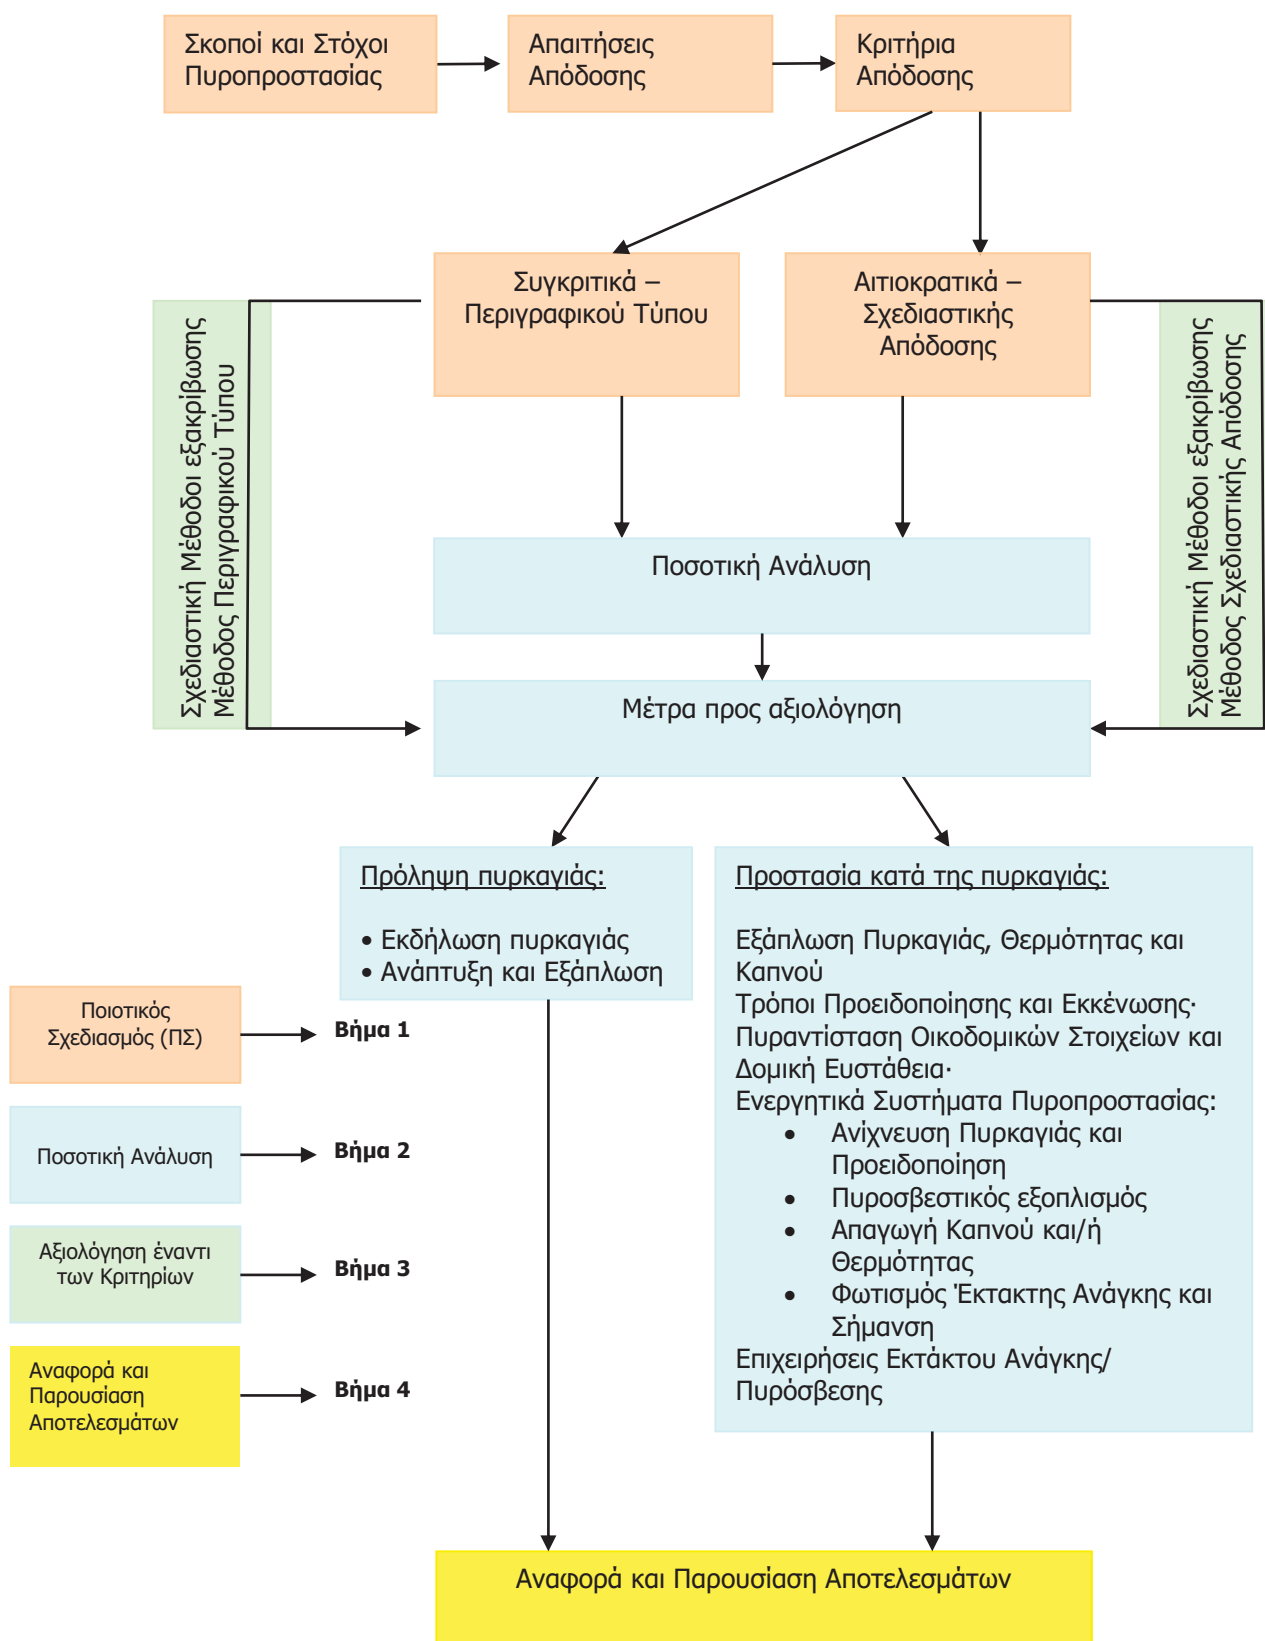 Σκοποί και Στόχοι
Πυροπροστασίας
Απαιτήσεις
Απόδοσης
Κριτήρια
Απόδοσης
Συγκριτικά –
Περιγραφικού Τύπου
Αιτιοκρατικά –
Σχεδιαστικής
Απόδοσης
Σχεδιαστική Μέθοδοι εξακρίβωσης
Μέθοδος Περιγραφικού Τύπου
Σχεδιαστική Μέθοδοι εξακρίβωσης
Μέθοδος Σχεδιαστικής Απόδοσης
Ποσοτική Ανάλυση
Μέτρα προς αξιολόγηση
Πρόληψη πυρκαγιάς:
• Εκδήλωση πυρκαγιάς
• Ανάπτυξη και Εξάπλωση
Προστασία κατά της πυρκαγιάς:
Εξάπλωση Πυρκαγιάς, Θερμότητας και
Καπνού
Τρόποι Προειδοποίησης και Εκκένωσης·
Πυραντίσταση Οικοδομικών Στοιχείων και
Δομική Ευστάθεια·
Ενεργητικά Συστήματα Πυροπροστασίας:
• Ανίχνευση Πυρκαγιάς και
Προειδοποίηση
• Πυροσβεστικός εξοπλισμός
• Απαγωγή Καπνού και/ή
Θερμότητας
• Φωτισμός Έκτακτης Ανάγκης και
Σήμανση
Επιχειρήσεις Εκτάκτου Ανάγκης/
Πυρόσβεσης
Ποιοτικός
Σχεδιασμός (ΠΣ)
Βήμα 1
Ποσοτική Ανάλυση
Βήμα 2
Αξιολόγηση έναντι
των Κριτηρίων
Βήμα 3
Αναφορά και
Παρουσίαση
Αποτελεσμάτων
Βήμα 4
Αναφορά και Παρουσίαση Αποτελεσμάτων